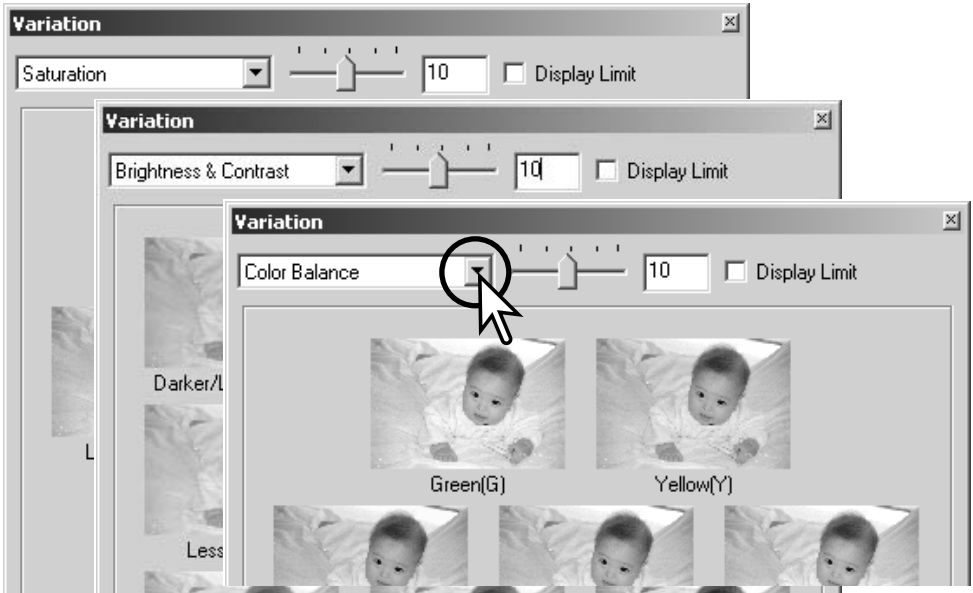 Variation
Saturation
10
Display Limit
Variation
Brightness & Contrast
10
Display Limit
Variation
Color Balance
10
Display Limit
Darker/L
L
Green(G)
Yellow(Y)
Less